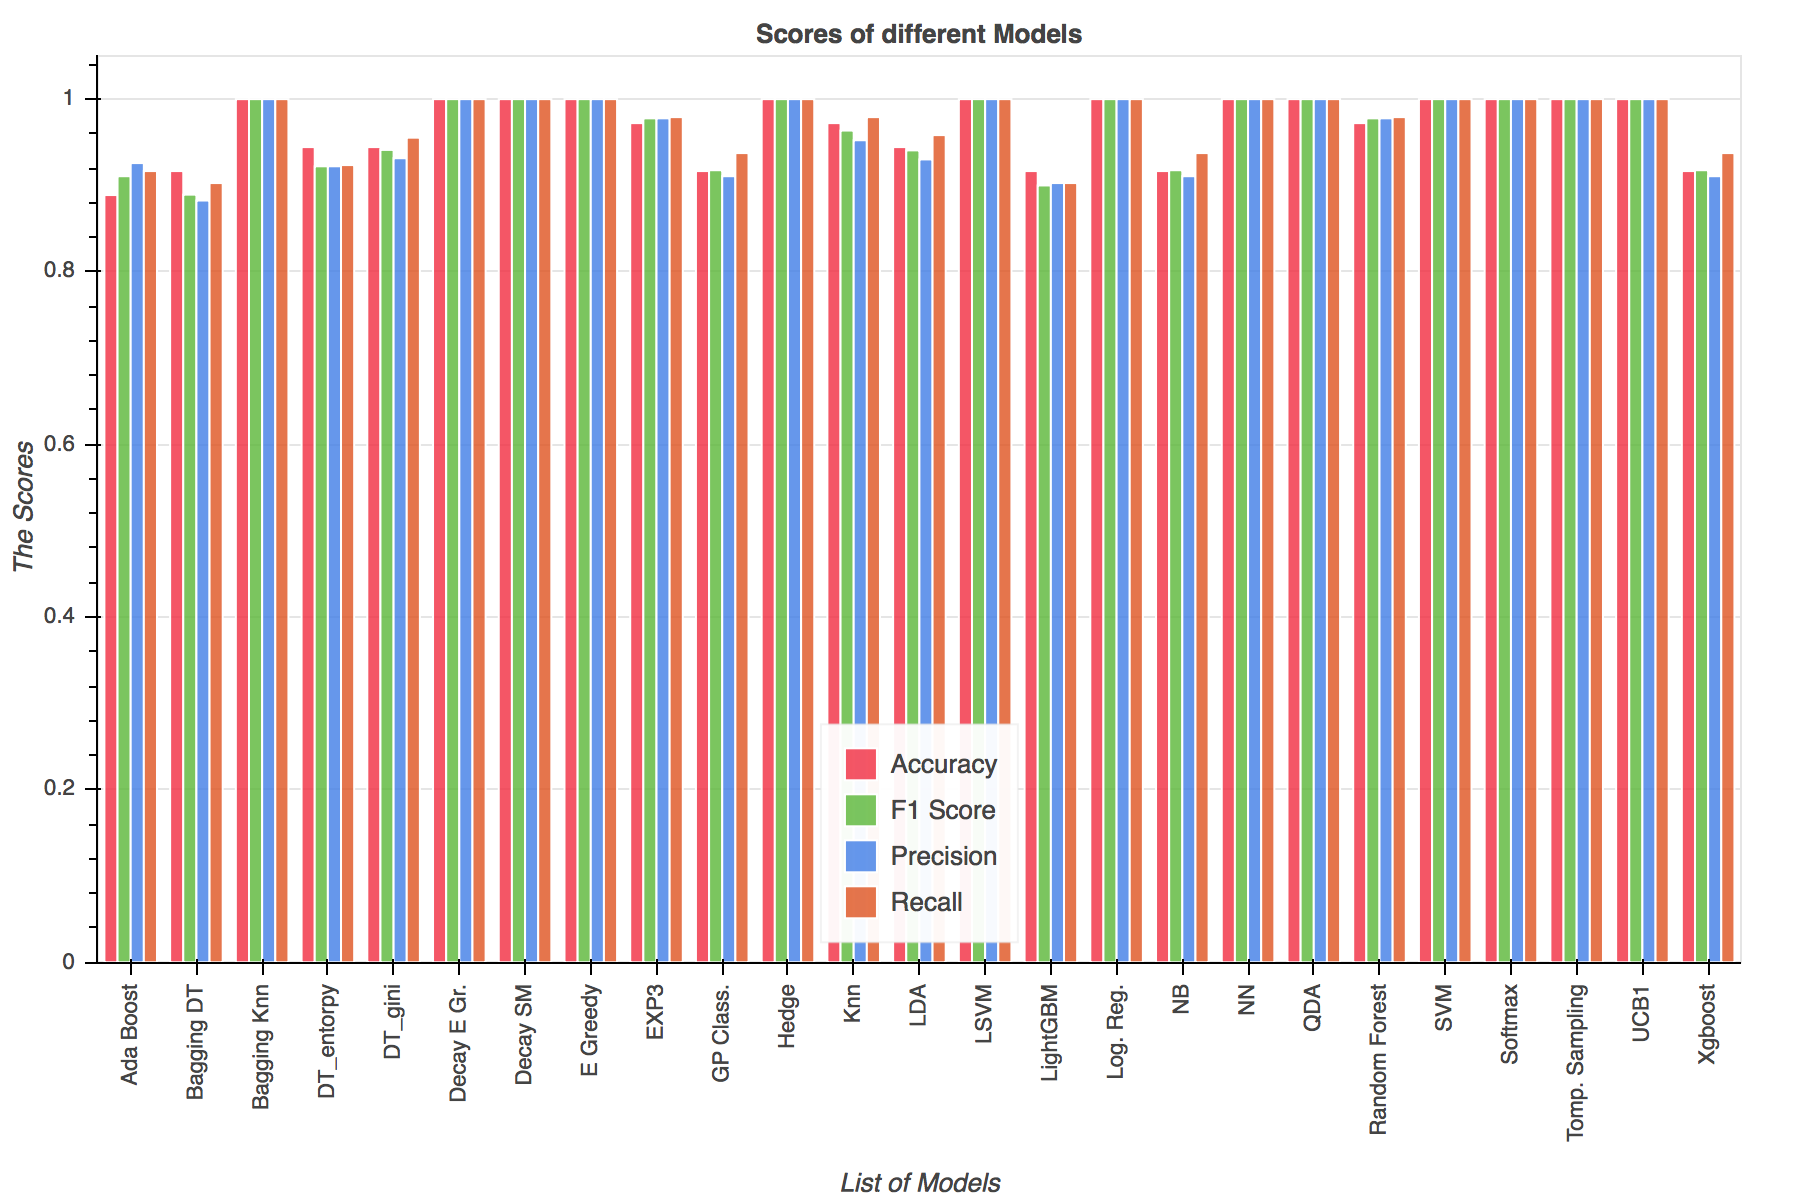 Scores of different Models
1
0.8
0.6
0.4
0.2
0
The Scores
Accuracy
F1 Score
Precision
Recall
Ada Boost
Bagging DT
Bagging Knn
DT_entorpy
DT_gini
Decay E Gr.
Decay SM
E Greedy
EXP3
GP Class.
Hedge
Knn
LDA
LSVM
LightGBM
Log. Reg.
NB
NN
QDA
Random Forest
SVM
Softmax
Tomp. Sampling
UCB1
Xgboost
List of Models